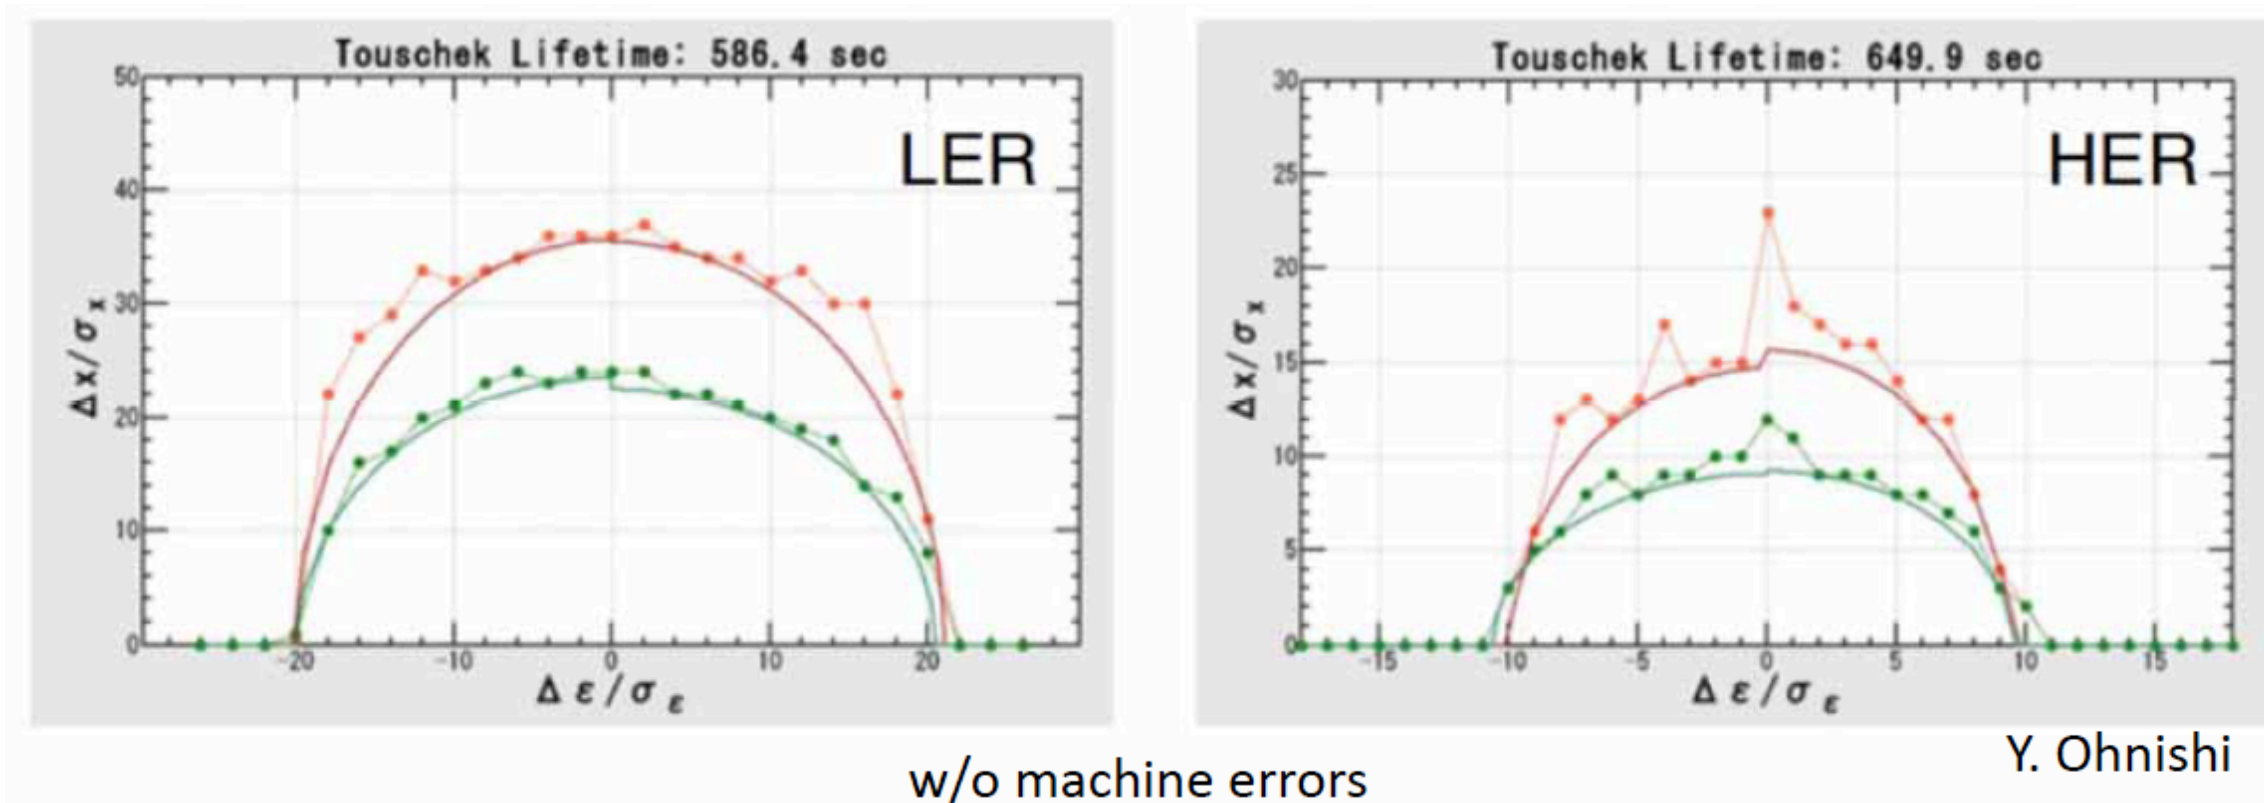 Touschek Lifetime: 586.4 sec
50
40
30
20
10
0
Δx/σx
LER
-20 -10 0 10 20
Δε/σε
Touschek Lifetime: 649.9 sec
30
25
20
15
10
5
0
Δx/σx
HER
-15 -10 -5 0 5 10 15
Δε/σε
Y. Ohnishi
w/o machine errors